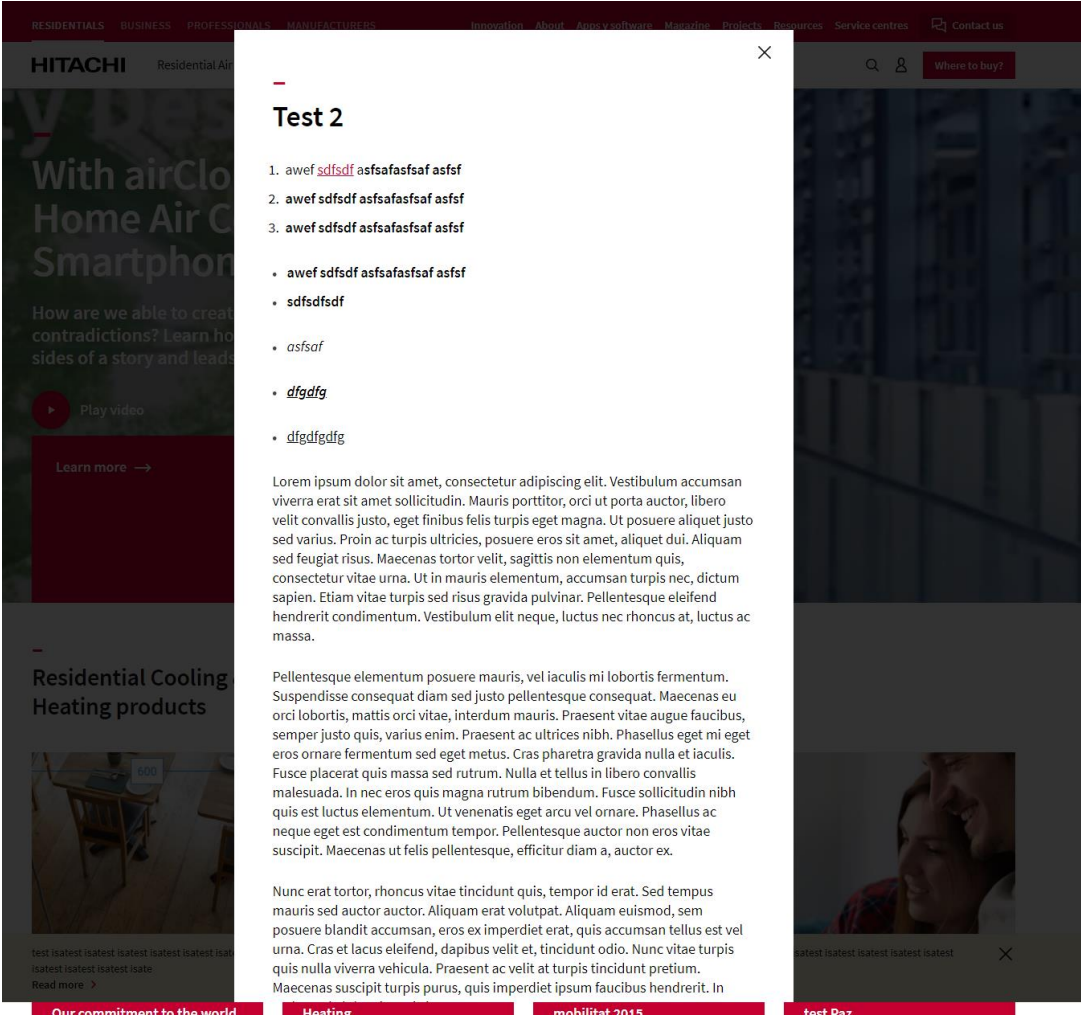 RESIDENTIALS BUSINESS PROFESSIONALS MANUFACTURERS Innovation About Apps y software Magazine Projects Resources Service centres Contact us
HITACHI Residential Air Where to buy?
With airClo
Home Air C
Smartphon
How are we able to creat
contradictions? Learn ho
sides of a story and leads
Play video
Learn more →
Residential Cooling
Heating products
600
test isatest isatest isatest isatest isatest isat
isatest isatest isatest isate
Read more
Test 2
1. awef sdfsdf asfsafasfsaf asfsf
2. awef sdfsdf asfsafasfsaf asfsf
3. awef sdfsdf asfsafasfsaf asfsf
• awef sdfsdf asfsafasfsaf asfsf
• sdfsdfsdf
• asfsaf
• dfgdfg
• dfgdfgdfg
Lorem ipsum dolor sit amet, consectetur adipiscing elit. Vestibulum accumsan
viverra erat sit amet sollicitudin. Mauris porttitor, orci ut porta auctor, libero
velit convallis justo, eget finibus felis turpis eget magna. Ut posuere aliquet justo
sed varius. Proin ac turpis ultricies, posuere eros sit amet, aliquet dui. Aliquam
sed feugiat risus. Maecenas tortor velit, sagittis non elementum quis,
consectetur vitae urna. Ut in mauris elementum, accumsan turpis nec, dictum
sapien. Etiam vitae turpis sed risus gravida pulvinar. Pellentesque eleifend
hendrerit condimentum. Vestibulum elit neque, luctus nec rhoncus at, luctus ac
massa.
Pellentesque elementum posuere mauris, vel iaculis mi lobortis fermentum.
Suspendisse consequat diam sed justo pellentesque consequat. Maecenas eu
orci lobortis, mattis orci vitae, interdum mauris. Praesent vitae augue faucibus,
semper justo quis, varius enim. Praesent ac ultrices nibh. Phasellus eget mi eget
eros ornare fermentum sed eget metus. Cras pharetra gravida nulla et iaculis.
Fusce placerat quis massa sed rutrum. Nulla et tellus in libero convallis
malesuada. In nec eros quis magna rutrum bibendum. Fusce sollicitudin nibh
quis est luctus elementum. Ut venenatis eget arcu vel ornare. Phasellus ac
neque eget est condimentum tempor. Pellentesque auctor non eros vitae
suscipit. Maecenas ut felis pellentesque, efficitur diam a, auctor ex.
Nunc erat tortor, rhoncus vitae tincidunt quis, tempor id erat. Sed tempus
mauris sed auctor auctor. Aliquam erat volutpat. Aliquam euismod, sem
posuere blandit accumsan, eros ex imperdiet erat, quis accumsan tellus est vel
urna. Cras et lacus eleifend, dapibus velit et, tincidunt odio. Nunc vitae turpis
quis nulla viverra vehicula. Praesent ac velit at turpis tincidunt pretium.
Maecenas suscipit turpis purus, quis imperdiet ipsum faucibus hendrerit. In
satest isatest isatest isatest isatest isatest
Our commitment to the world Heating mobilitat 2015 test Paz